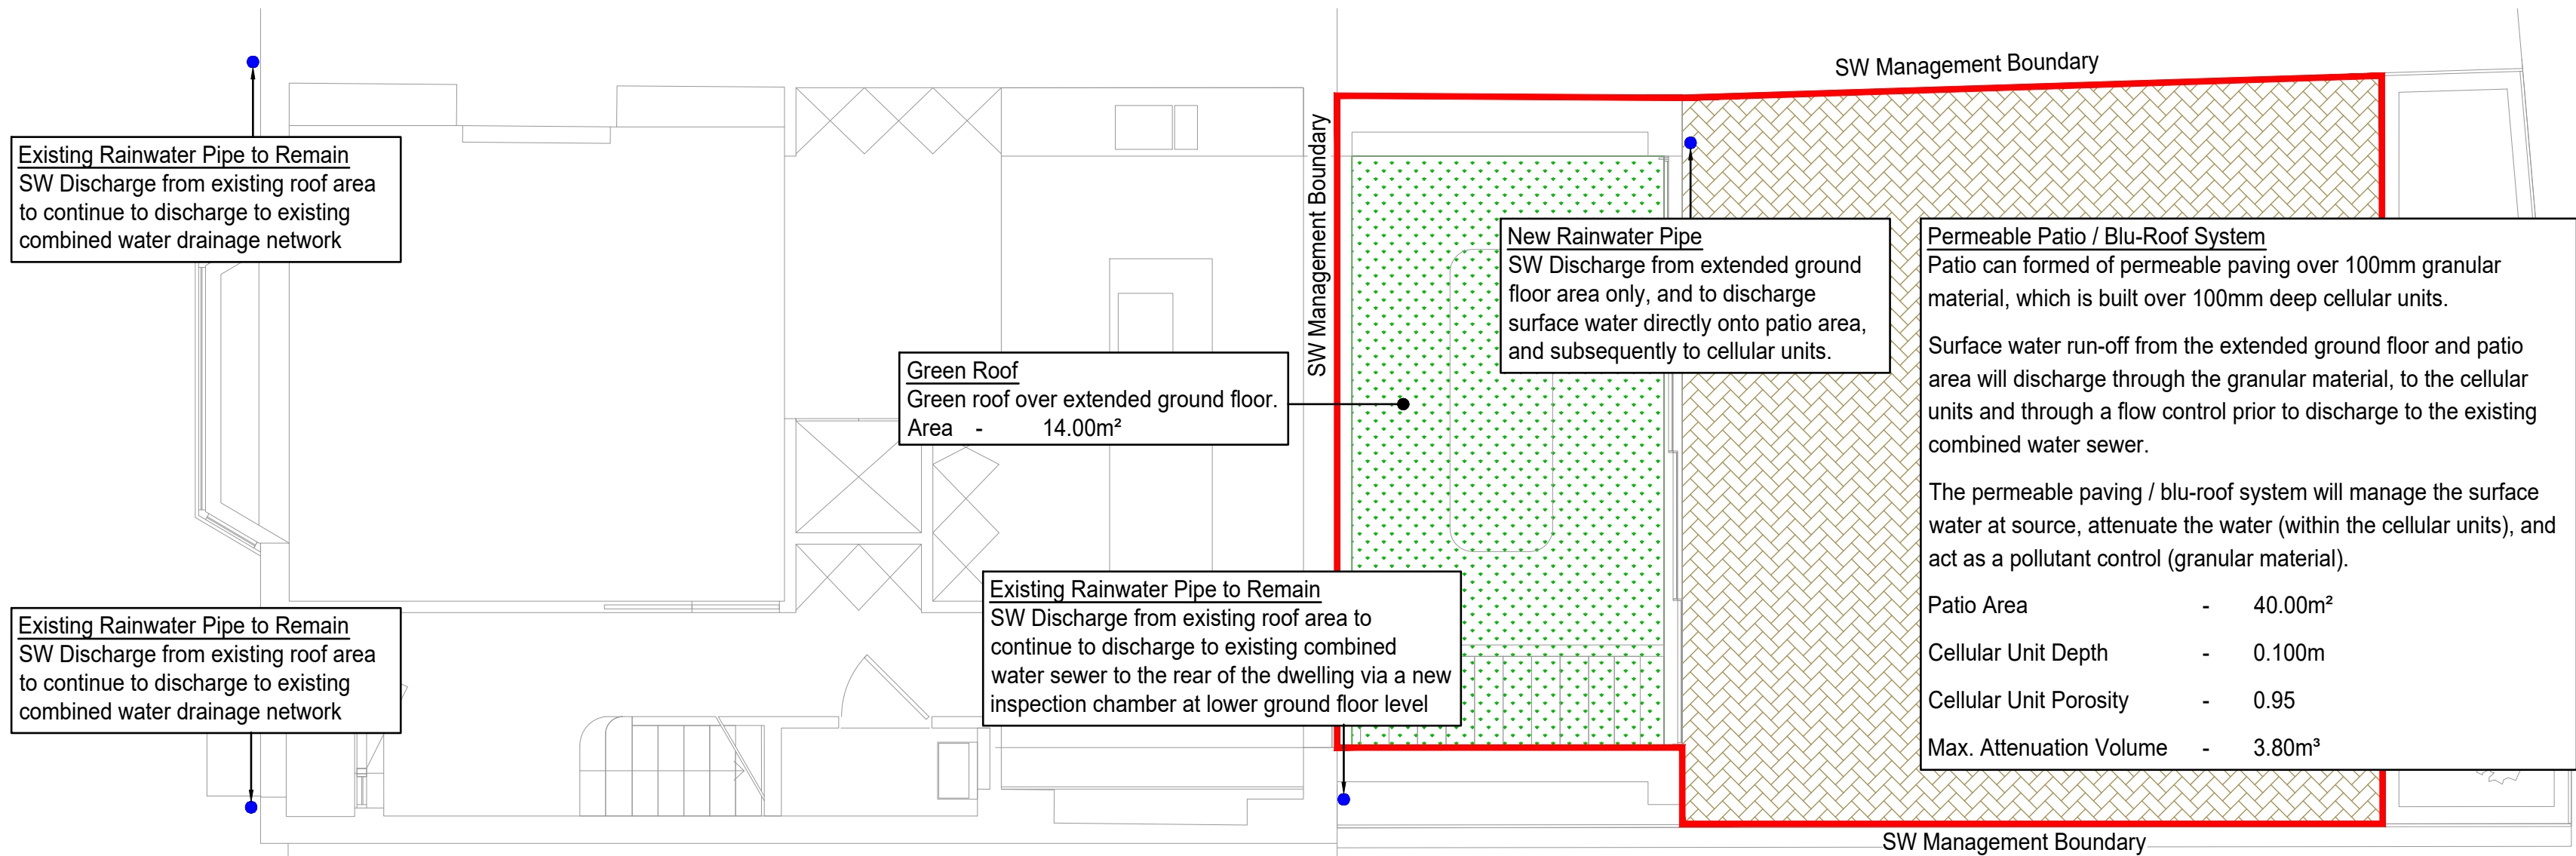 SW Management Boundary
Existing Rainwater Pipe to Remain
SW Discharge from existing roof area
to continue to discharge to existing
combined water drainage network
SW Management Boundary
New Rainwater Pipe
SW Discharge from extended ground
floor area only, and to discharge
surface water directly onto patio area,
and subsequently to cellular units.
Permeable Patio / Blu-Roof System
Patio can formed of permeable paving over 100mm granular
material, which is built over 100mm deep cellular units.
Surface water run-off from the extended ground floor and patio
area will discharge through the granular material, to the cellular
units and through a flow control prior to discharge to the existing
combined water sewer.
The permeable paving / blu-roof system will manage the surface
water at source, attenuate the water (within the cellular units), and
act as a pollutant control (granular material).
Patio Area - 40.00m²
Cellular Unit Depth - 0.100m
Cellular Unit Porosity - 0.95
Max. Attenuation Volume - 3.80m³
Green Roof
Green roof over extended ground floor.
Area - 14.00m²
Existing Rainwater Pipe to Remain
SW Discharge from existing roof area to
continue to discharge to existing combined
water sewer to the rear of the dwelling via a new
inspection chamber at lower ground floor level
Existing Rainwater Pipe to Remain
SW Discharge from existing roof area
to continue to discharge to existing
combined water drainage network
SW Management Boundary